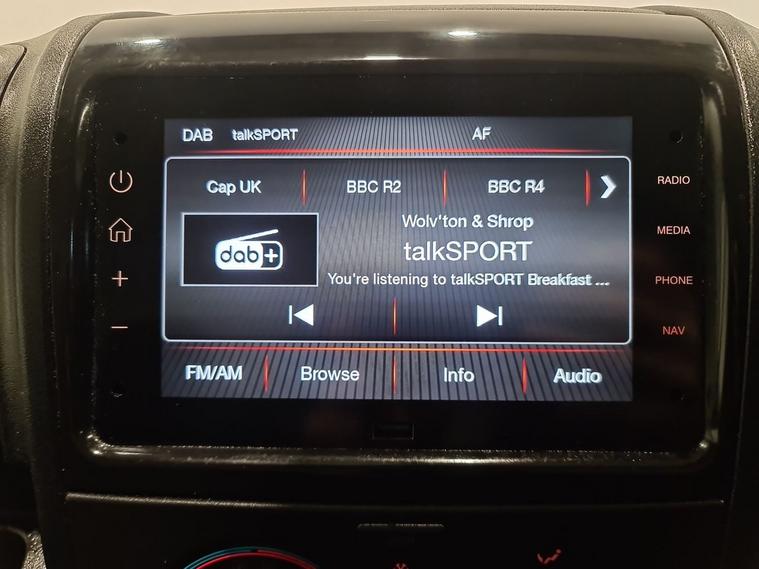 DAB talkSPORT AF
Cap UK BBC R2 BBC R4
RADIO
dab+
Wolv'ton & Shrop
talkSPORT
You're listening to talkSPORT Breakfast ...
MEDIA
PHONE
NAV
FM/AM Browse Info Audio